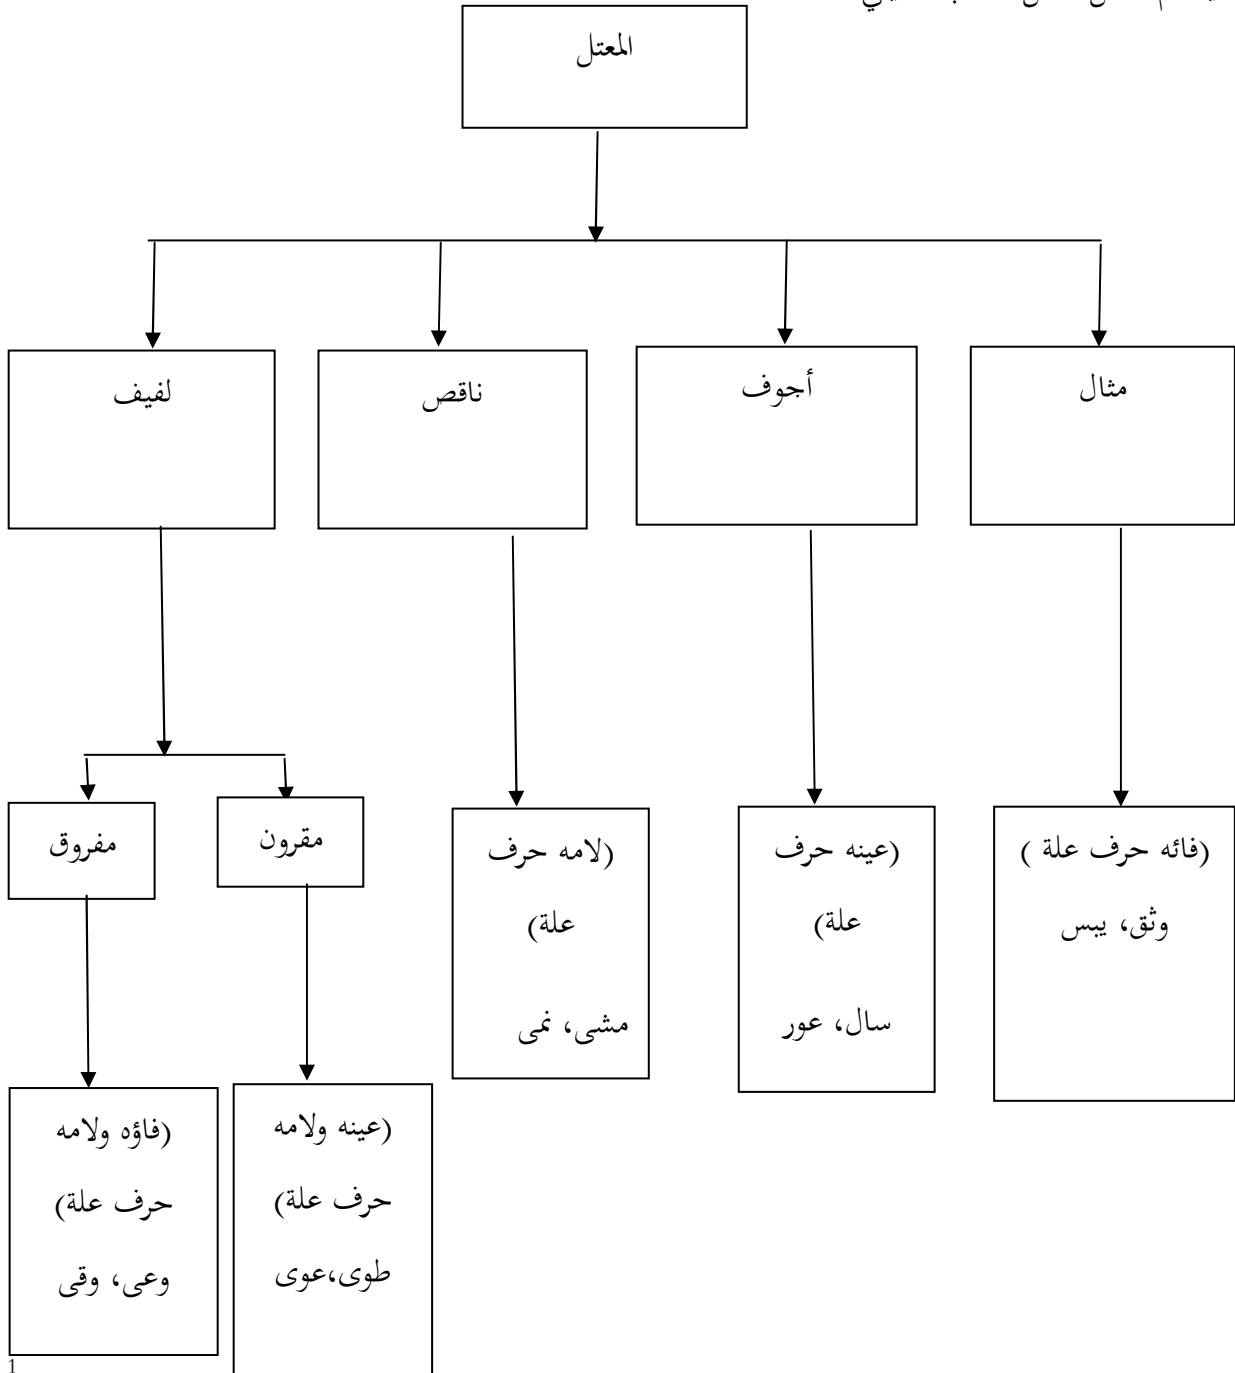 المعتل
مثال
أجوف
ناقص
لفيف
مقرون
مفروق
(فائه حرف علة )
وثق، يبس
(عينه حرف
علة)
سال، عور
(لامه حرف
علة)
مشى، نمى
(عينه ولامه
حرف علة)
طوى،عوى
(فاؤه ولامه
حرف علة)
وعى، وقى
1